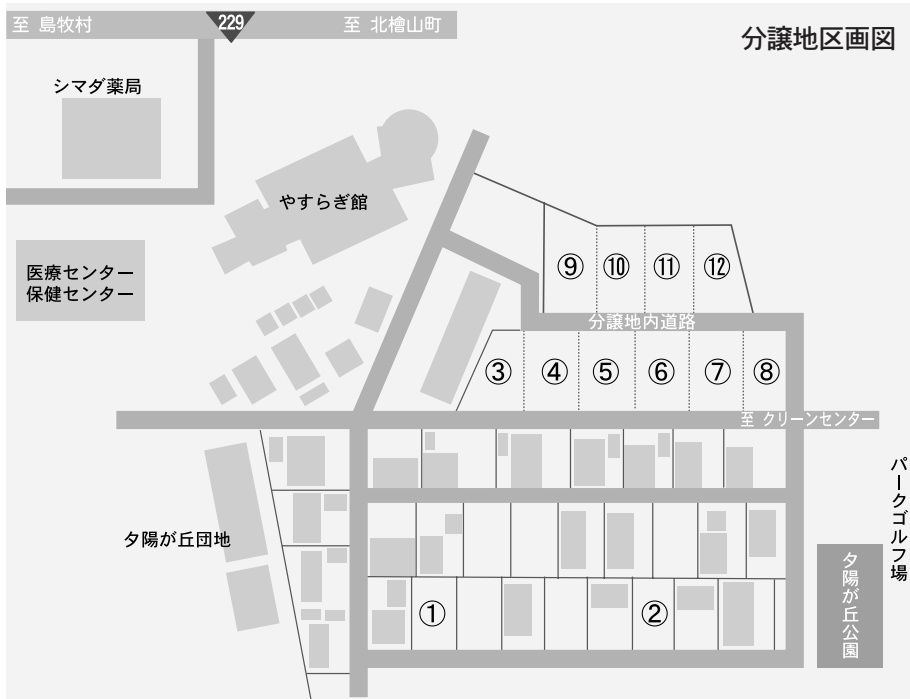 至 島牧村
229
至 北檜山町
分譲地区画図
シマダ薬局
やすらぎ館
医療センター
保健センター
⑨
⑩
⑪
⑫
分譲地内道路
③
④
⑤
⑥
⑦
⑧
至 クリーンセンター
パークゴルフ場
夕陽が丘団地
夕陽が丘公園
①
②